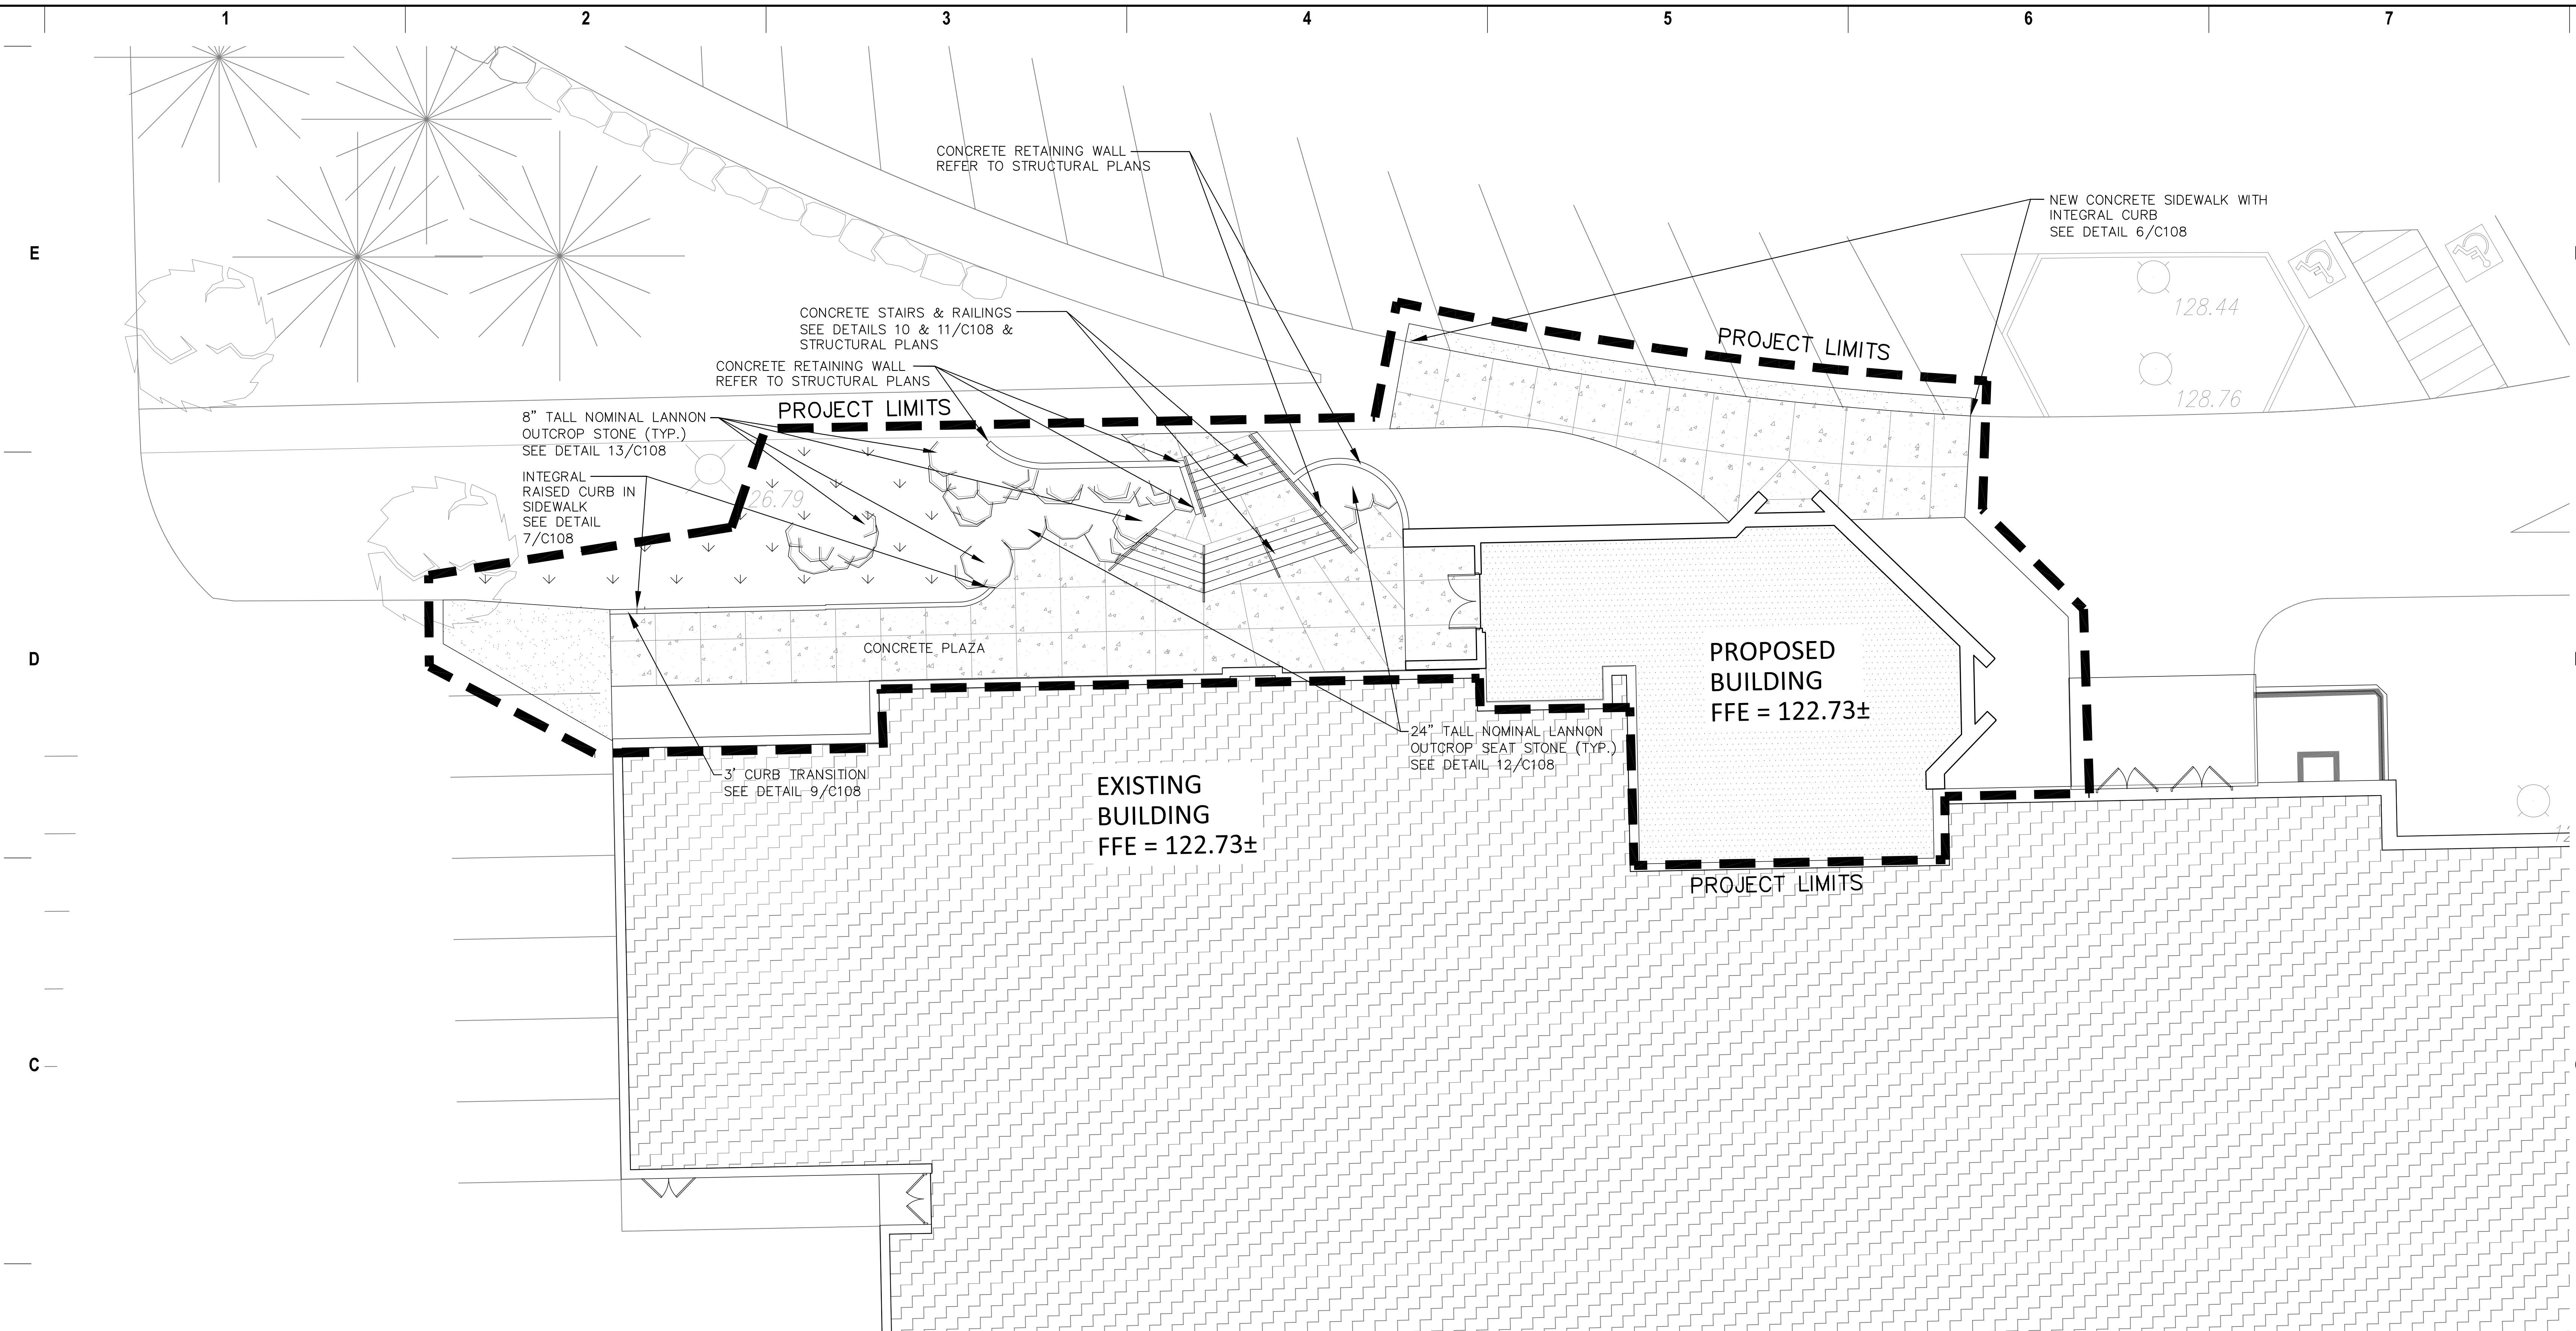 1 2 3 4 5 6 7
CONCRETE RETAINING WALL
REFER TO STRUCTURAL PLANS
NEW CONCRETE SIDEWALK WITH
INTEGRAL CURB
SEE DETAIL 6/C108
E
128.44
CONCRETE STAIRS & RAILINGS
SEE DETAILS 10 & 11/C108 &
STRUCTURAL PLANS
PROJECT LIMITS
CONCRETE RETAINING WALL
REFER TO STRUCTURAL PLANS
128.76
PROJECT LIMITS
8" TALL NOMINAL LANNON
OUTCROP STONE (TYP.)
SEE DETAIL 13/C108
INTEGRAL
RAISED CURB IN
SIDEWALK
SEE DETAIL
7/C108
26.79
D
CONCRETE PLAZA
PROPOSED
BUILDING
FFE = 122.73±
24" TALL NOMINAL LANNON
OUTCROP SEAT STONE (TYP.)
SEE DETAIL 12/C108
3' CURB TRANSITION
SEE DETAIL 9/C108
EXISTING
BUILDING
FFE = 122.73±
PROJECT LIMITS
C